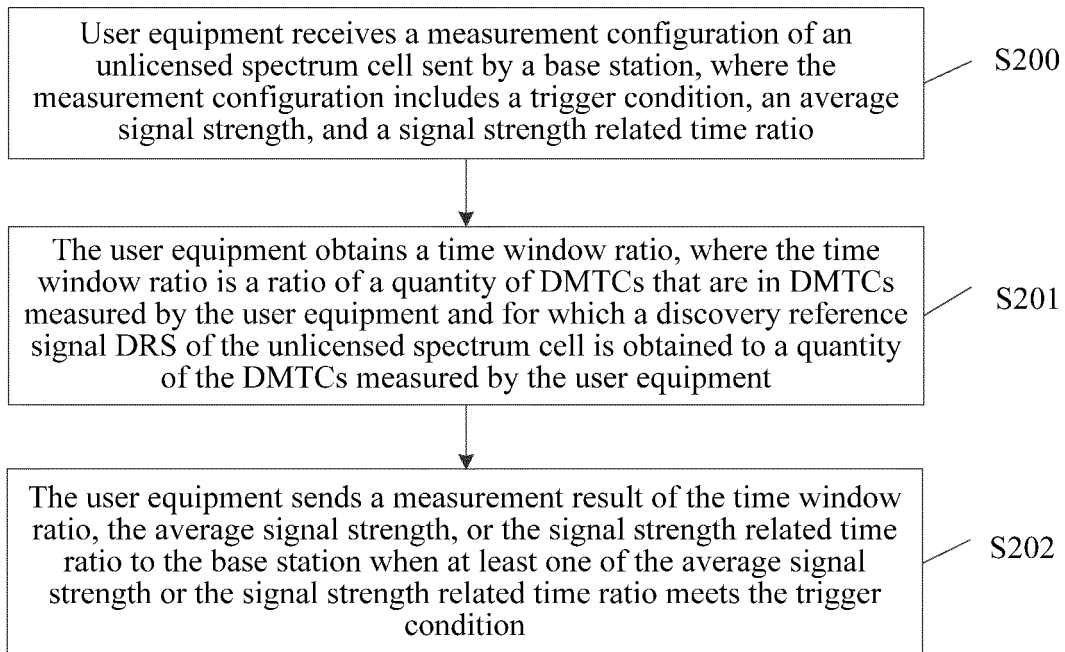 User equipment receives a measurement configuration of an
unlicensed spectrum cell sent by a base station, where the
measurement configuration includes a trigger condition, an average
signal strength, and a signal strength related time ratio
S200
The user equipment obtains a time window ratio, where the time
window ratio is a ratio of a quantity of DMTCs that are in DMTCs
measured by the user equipment and for which a discovery reference
signal DRS of the unlicensed spectrum cell is obtained to a quantity
of the DMTCs measured by the user equipment
S201
The user equipment sends a measurement result of the time window
ratio, the average signal strength, or the signal strength related time
ratio to the base station when at least one of the average signal
strength or the signal strength related time ratio meets the trigger
condition
S202